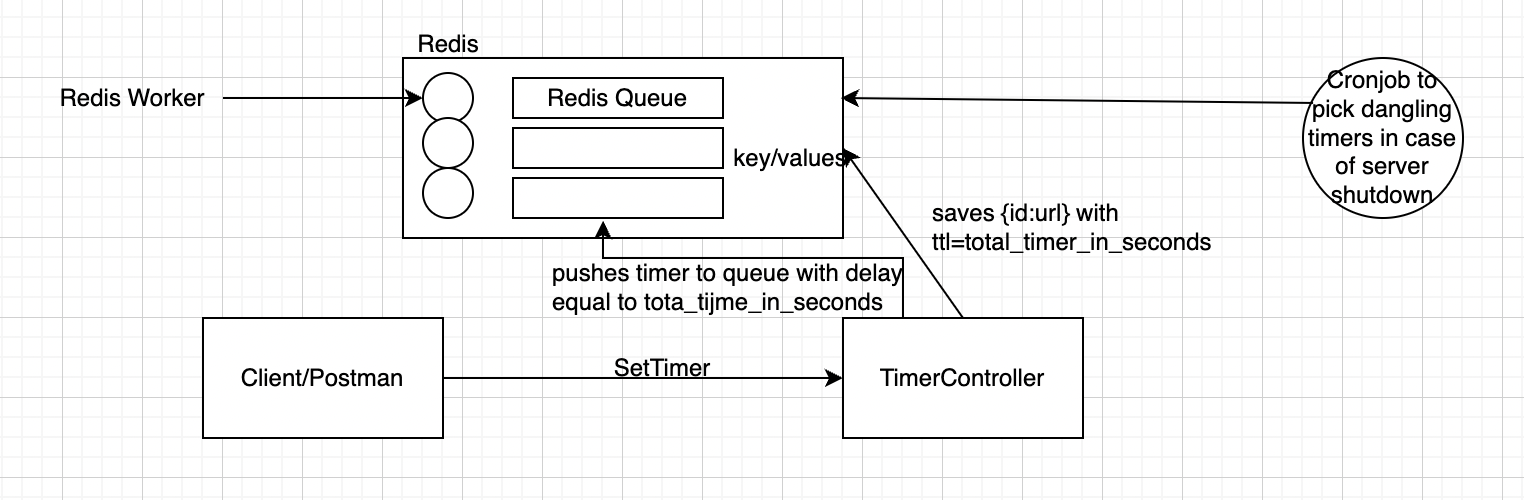 Redis
Redis Worker
Redis Queue
key/values
Cronjob to
pick dangling
timers in case
of server
shutdown
saves {id:url} with
ttl=total_timer_in_seconds
pushes timer to queue with delay
equal to tota_tijme_in_seconds
Client/Postman
SetTimer
TimerController